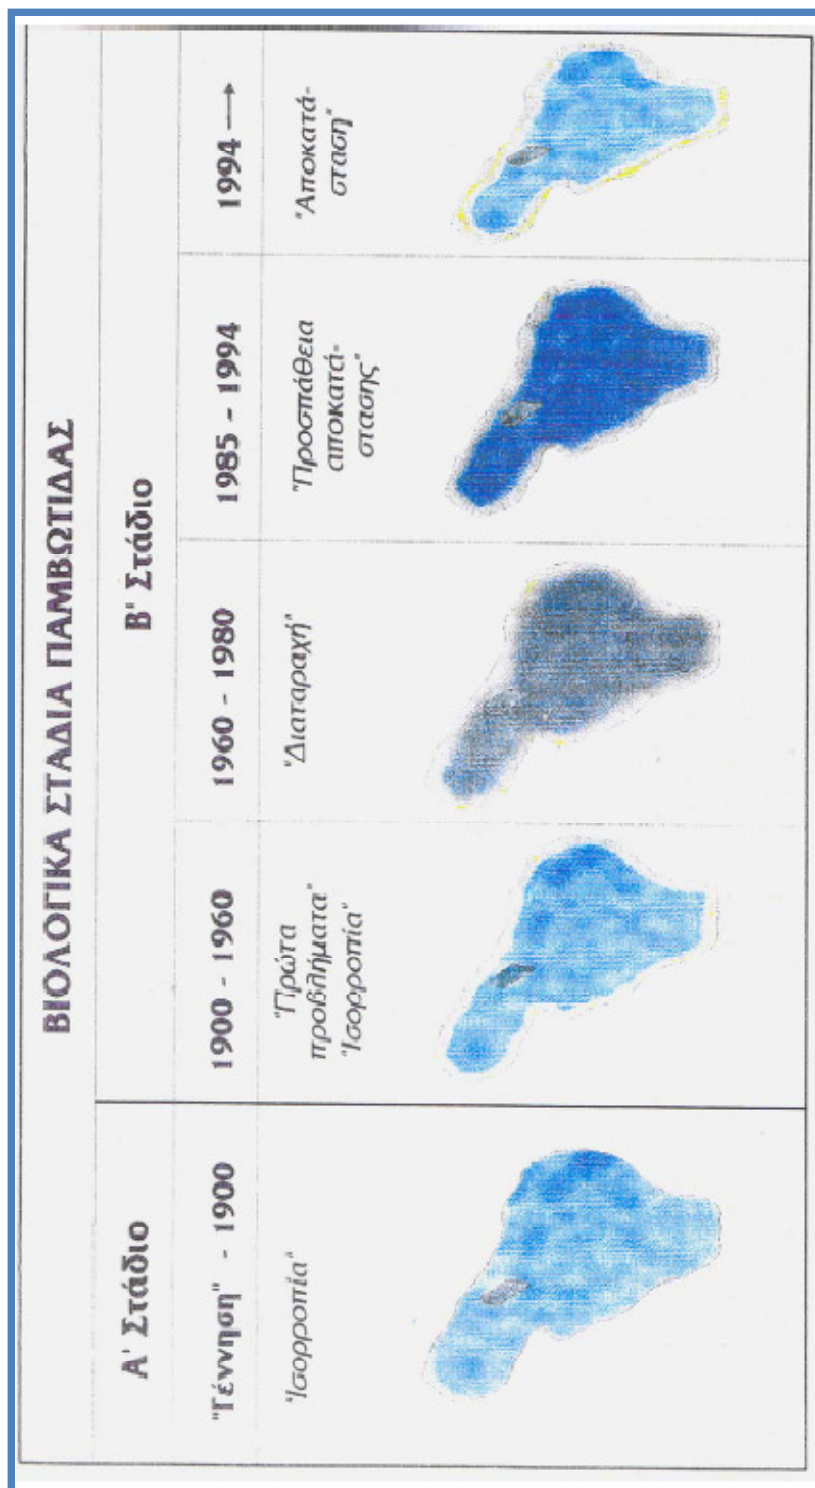 ΒΙΟΛΟΓΙΚΑ ΣΤΑΔΙΑ ΠΑΜΒΩΤΙΔΑΣ
Α' Στάδιο
Β' Στάδιο
"Γέννηση" - 1900
1900 - 1960
1960 - 1980
1985 - 1994
1994 →
"Ισορροπία"
"Πρώτα
προβλήματα"
"Ισορροπία"
"Διαταραχή"
"Προσπάθεια
αποκατά-
στασης"
"Αποκατά-
σταση"